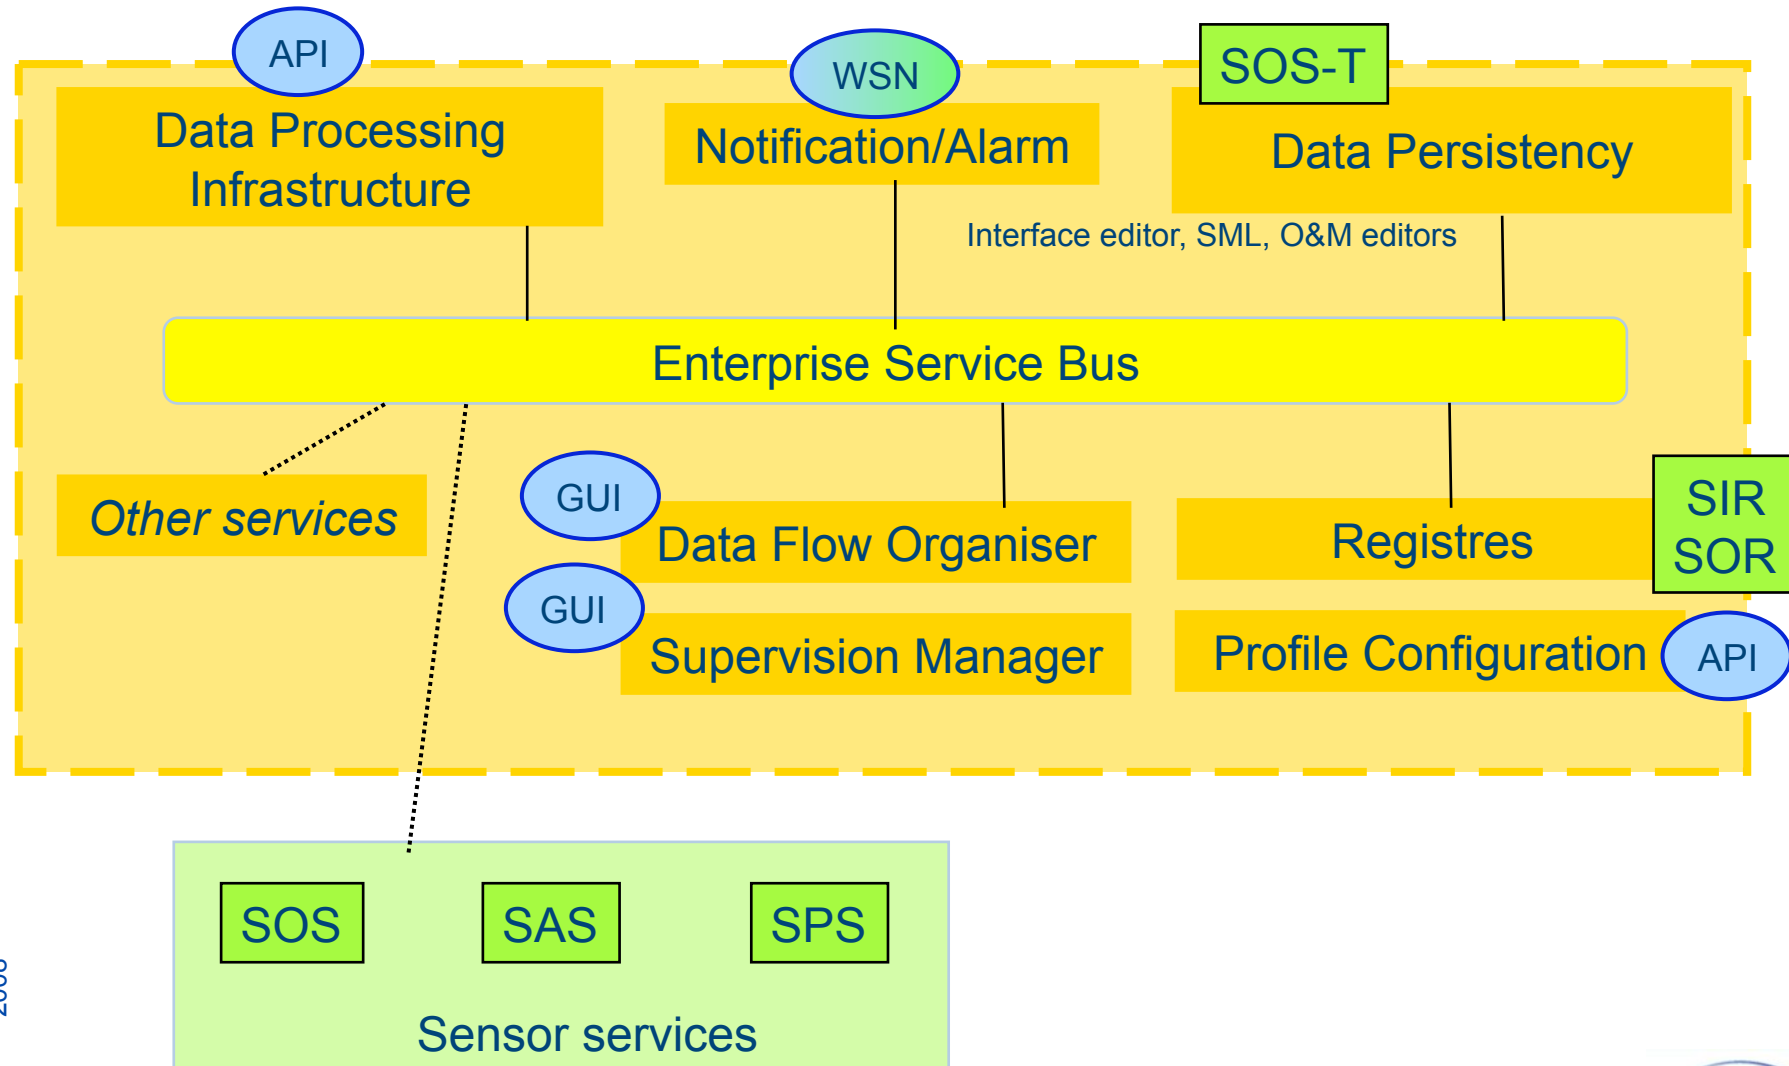 API
WSN
SOS-T
Data Processing
Infrastructure
Notification/Alarm
Data Persistency
Interface editor, SML, O&M editors
Enterprise Service Bus
Other services
GUI
Data Flow Organiser
Registres
SIR
SOR
GUI
Supervision Manager
Profile Configuration
API
SOS
SAS
SPS
Sensor services